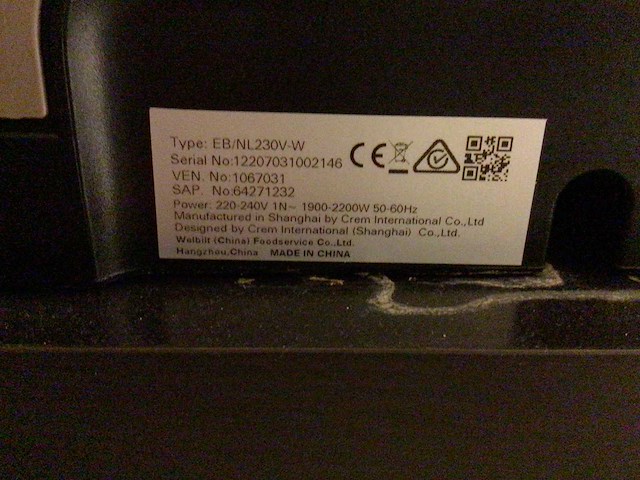 Type: EB/NL230V-W
Serial No:12207031002146
VEN. No:1067031
SAP. No:64271232
Power: 220-240V 1N~ 1900-2200W 50-60Hz
Manufactured in Shanghai by Crem International Co.,Ltd
Designed by Crem International (Shanghai) Co.,Ltd.
Welbilt (China) Foodservice Co.,Ltd.
Hangzhou.China MADE IN CHINA
CE